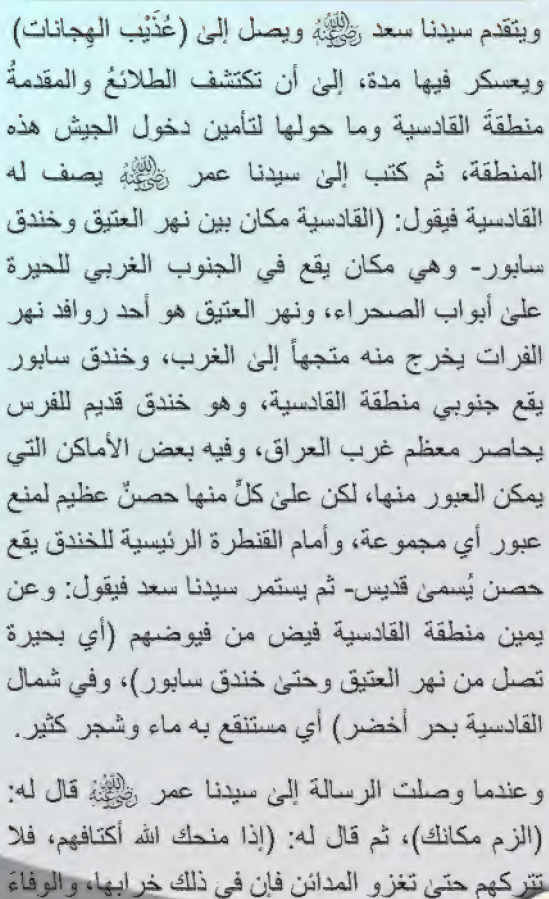 ويتقدم سيدنا سعد رضي الله عنه ويصل إلىٰ (عُذَيْب الهِجانات)
ويعسكر فيها مدة، إلىٰ أن تكتشف الطلائعُ والمقدمةُ
منطقةَ القادسية وما حولها لتأمين دخول الجيش هذه
المنطقة، ثم كتب إلىٰ سيدنا عمر رضي الله عنه يصف له
القادسية فيقول: (القادسية مكان بين نهر العتيق وخندق
سابور- وهي مكان يقع في الجنوب الغربي للحيرة
علىٰ أبواب الصحراء، ونهر العتيق هو أحد روافد نهر
الفرات يخرج منه متجهاً إلىٰ الغرب، وخندق سابور
يقع جنوبي منطقة القادسية، وهو خندق قديم للفرس
يحاصر معظم غرب العراق، وفيه بعض الأماكن التي
يمكن العبور منها، لكن علىٰ كلٍّ منها حصنٌ عظيم لمنع
عبور أي مجموعة، وأمام القنطرة الرئيسية للخندق يقع
حصن يُسمىٰ قديس- ثم يستمر سيدنا سعد فيقول: وعن
يمين منطقة القادسية فيض من فيوضهم (أي بحيرة
تصل من نهر العتيق وحتىٰ خندق سابور)، وفي شمال
القادسية بحر أخضر) أي مستنقع به ماء وشجر كثير.
وعندما وصلت الرسالة إلىٰ سيدنا عمر رضي الله عنه قال له:
(الزم مكانك)، ثم قال له: (إذا منحك الله أكتافهم، فلا
تتركهم حتىٰ تغزو المدائن فإن في ذلك خرابها، والوفاءَ